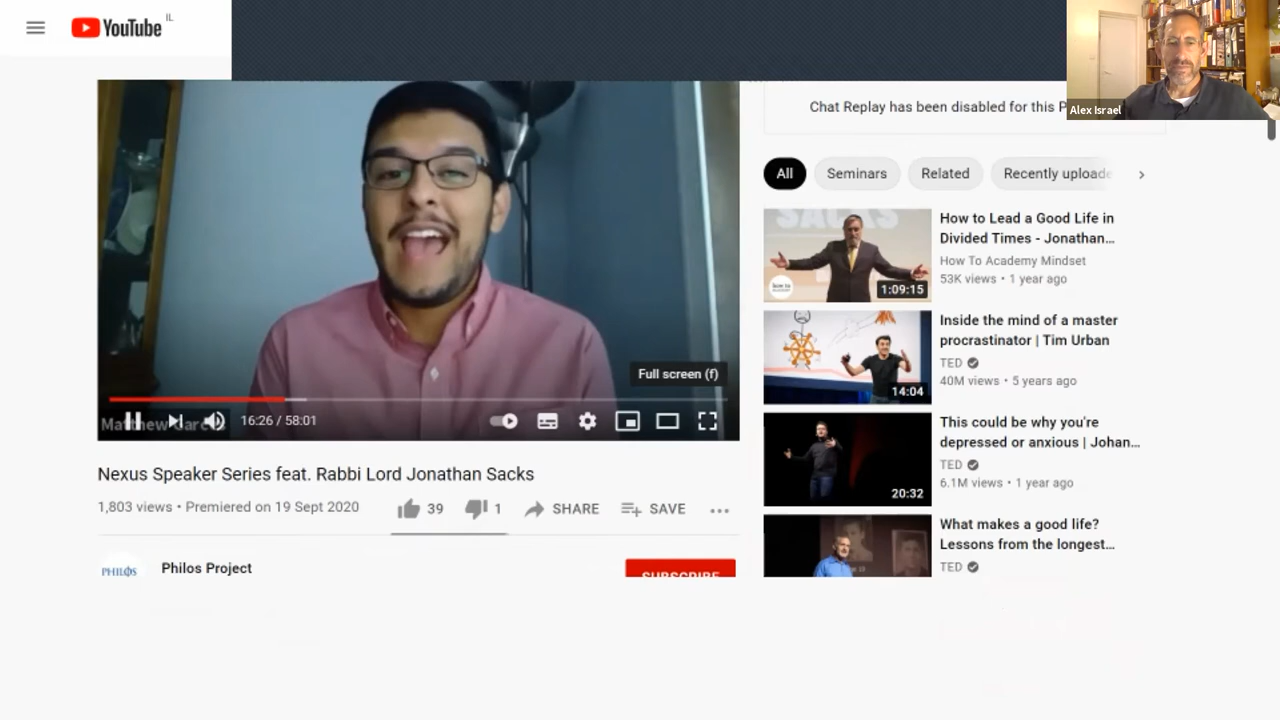 YouTube IL
Alex Israel
Chat Replay has been disabled for this
All
Seminars
Related
Recently uploade
SACKS
How to Lead a Good Life in
Divided Times - Jonathan...
How To Academy Mindset
53K views • 1 year ago
1:09:15
Inside the mind of a master
procrastinator | Tim Urban
TED
40M views • 5 years ago
14:04
This could be why you're
depressed or anxious | Johan...
TED
6.1M views • 1 year ago
20:32
What makes a good life?
Lessons from the longest...
TED
Full screen (f)
Matthew
16:26 / 58:01
Nexus Speaker Series feat. Rabbi Lord Jonathan Sacks
1,803 views • Premiered on 19 Sept 2020
39
1
SHARE
SAVE
PHILOS
Philos Project
SUBSCRIBE